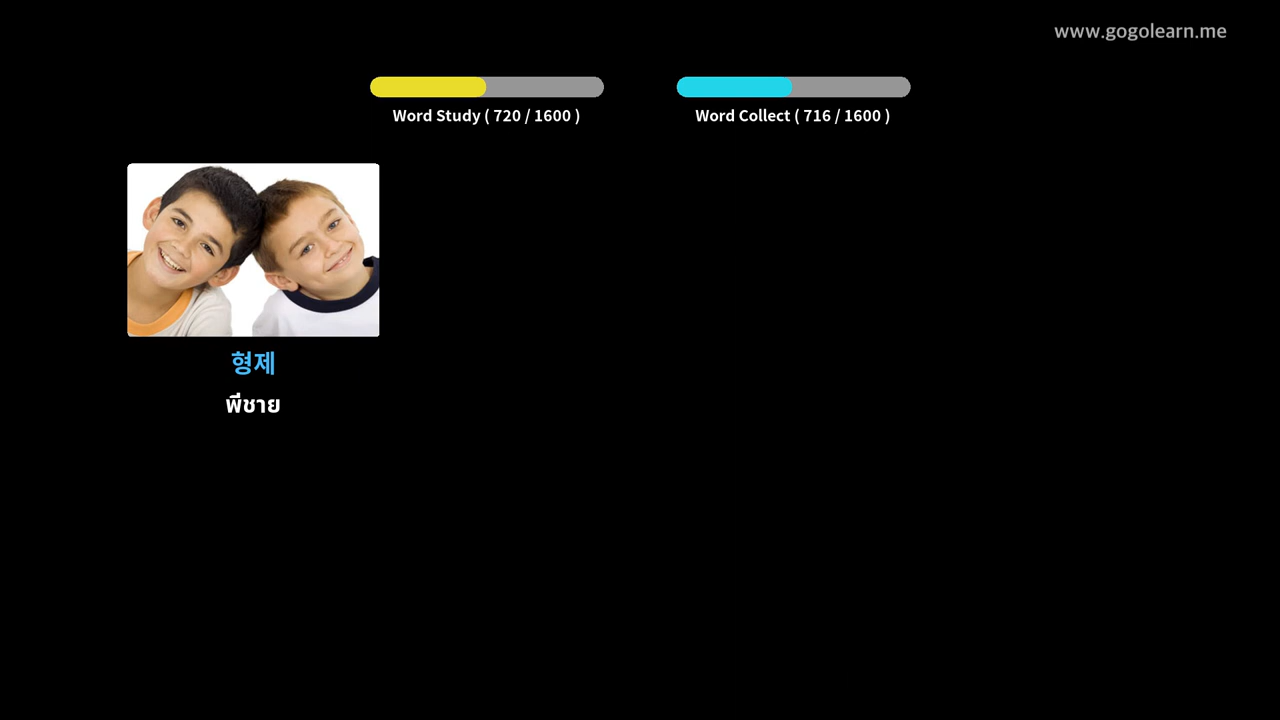 www.gogolearn.me
Word Study ( 720 / 1600 )
Word Collect ( 716 / 1600 )
형제
พี่ชาย